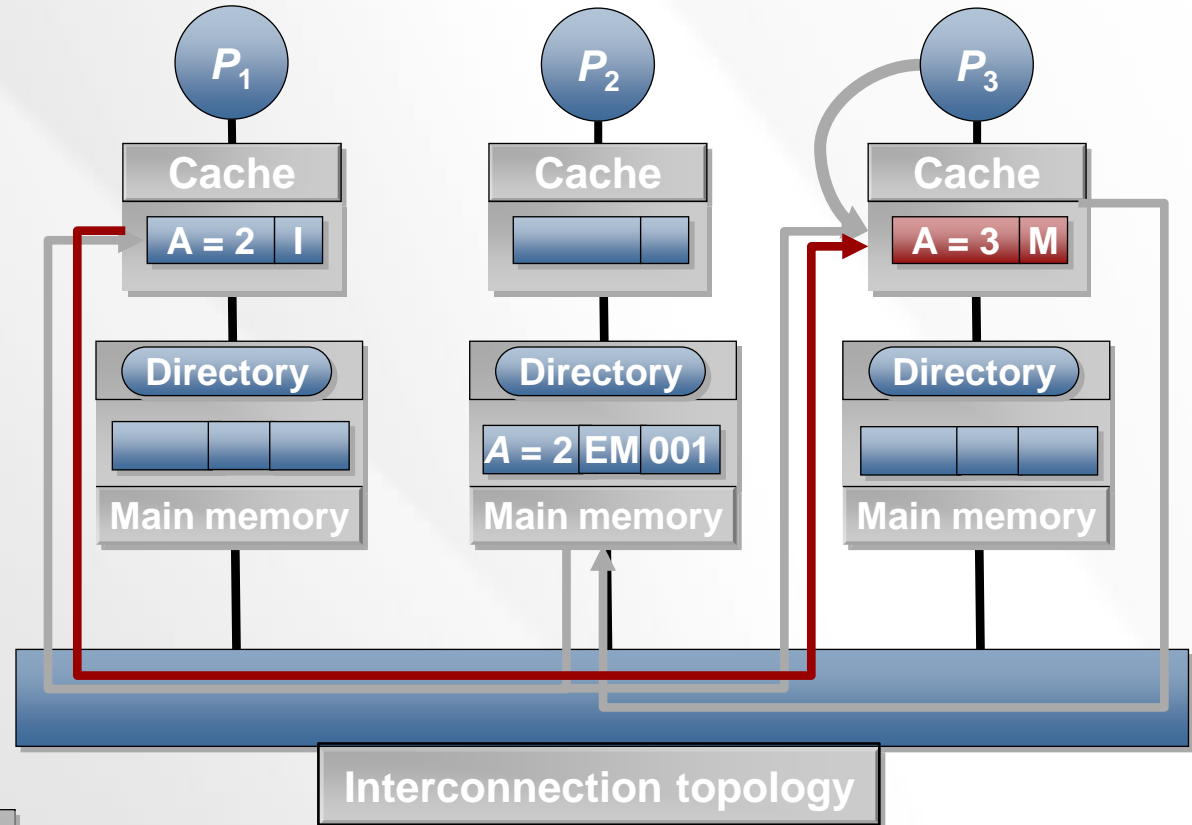 P1 P2 P3
Cache Cache Cache
A = 2 I A = 3 M
Directory Directory Directory
A = 2 EM 001
Main memory Main memory Main memory
Interconnection topology